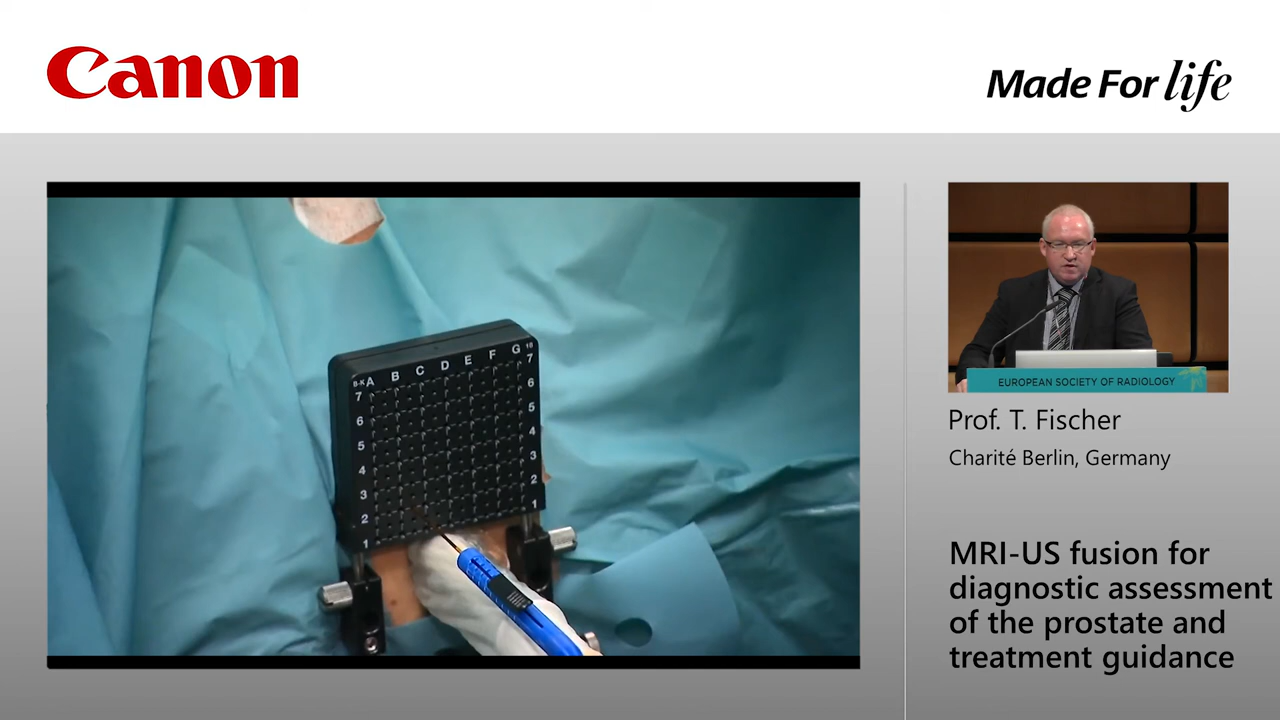 Canon
Made For life
B-K A B C D E F G 10
7 7
6 6
5 5
4 4
3 3
2 2
1 1
EUROPEAN SOCIETY OF RADIOLOGY
Prof. T. Fischer
Charité Berlin, Germany
MRI-US fusion for
diagnostic assessment
of the prostate and
treatment guidance